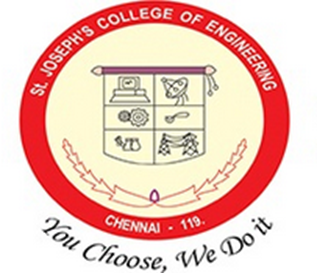 ST. JOSEPH'S COLLEGE OF ENGINEERING
CHENNAI - 119.
You Choose, We Do it